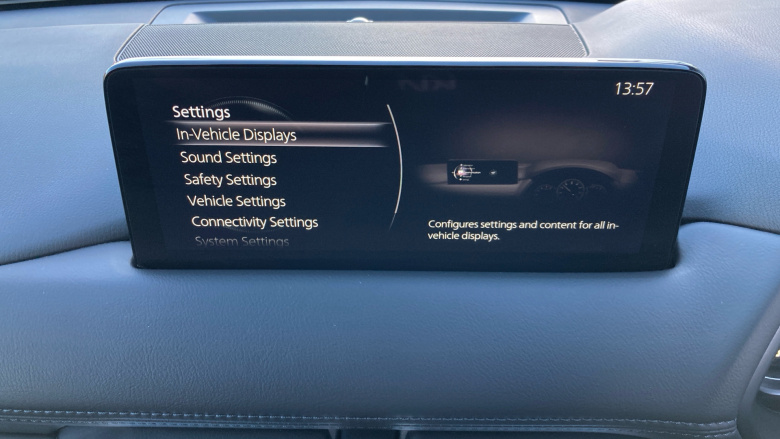 13:57
Settings
In-Vehicle Displays
Sound Settings
Safety Settings
Vehicle Settings
Connectivity Settings
System Settings
Configures settings and content for all in-
vehicle displays.